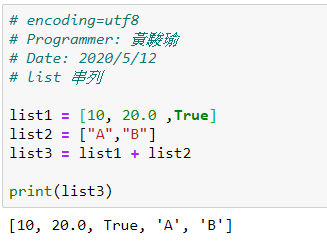 # encoding=utf8
# Programmer: 黃駿瑜
# Date: 2020/5/12
# list 串列
list1 = [10, 20.0 ,True]
list2 = ["A","B"]
list3 = list1 + list2
print(list3)
[10, 20.0, True, 'A', 'B']